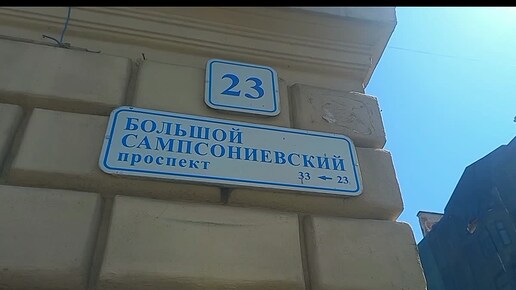 23
БОЛЬШОЙ
САМПСОНИЕВСКИЙ
проспект
33 ← 23